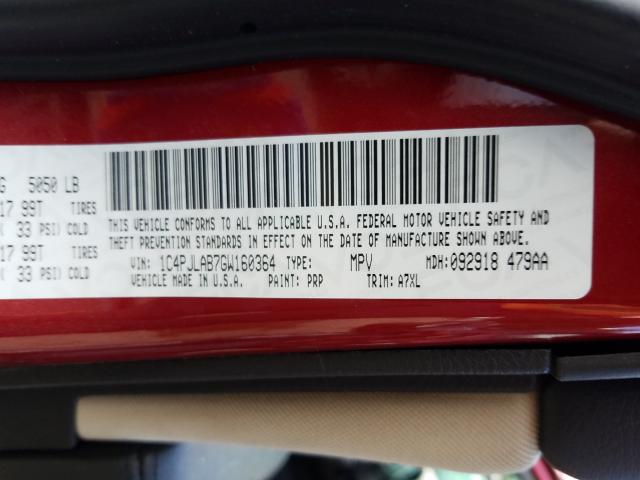 G 5050 LB
17 99T TIRES
( 33 PSI) COLD
17 99T TIRES
( 33 PSI) COLD
THIS VEHICLE CONFORMS TO ALL APPLICABLE U.S.A. FEDERAL MOTOR VEHICLE SAFETY AND
THEFT PREVENTION STANDARDS IN EFFECT ON THE DATE OF MANUFACTURE SHOWN ABOVE.
VIN: 1C4PJLAB7GW160364 TYPE: MPV MDH: 092918 479AA
VEHICLE MADE IN U.S.A. PAINT: PRP TRIM: A7XL